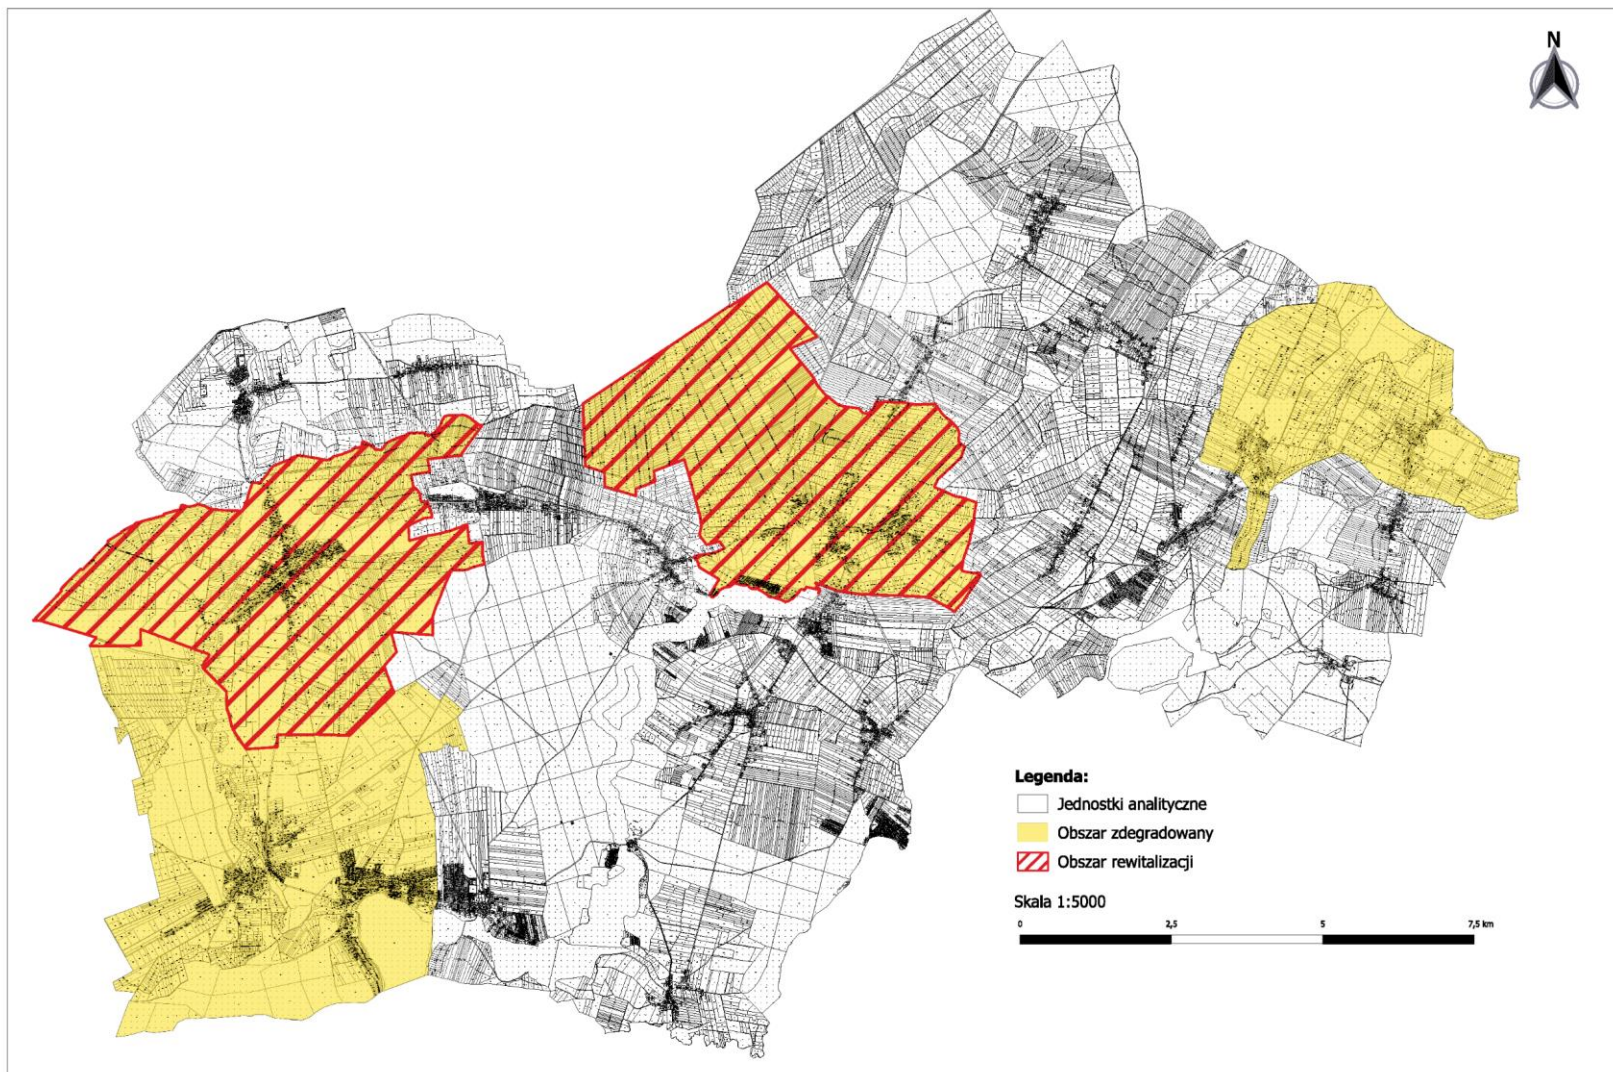 N
Legenda:
Jednostki analityczne
Obszar zdegradowany
Obszar rewitalizacji
Skala 1:5000
0 2,5 5 7,5 km